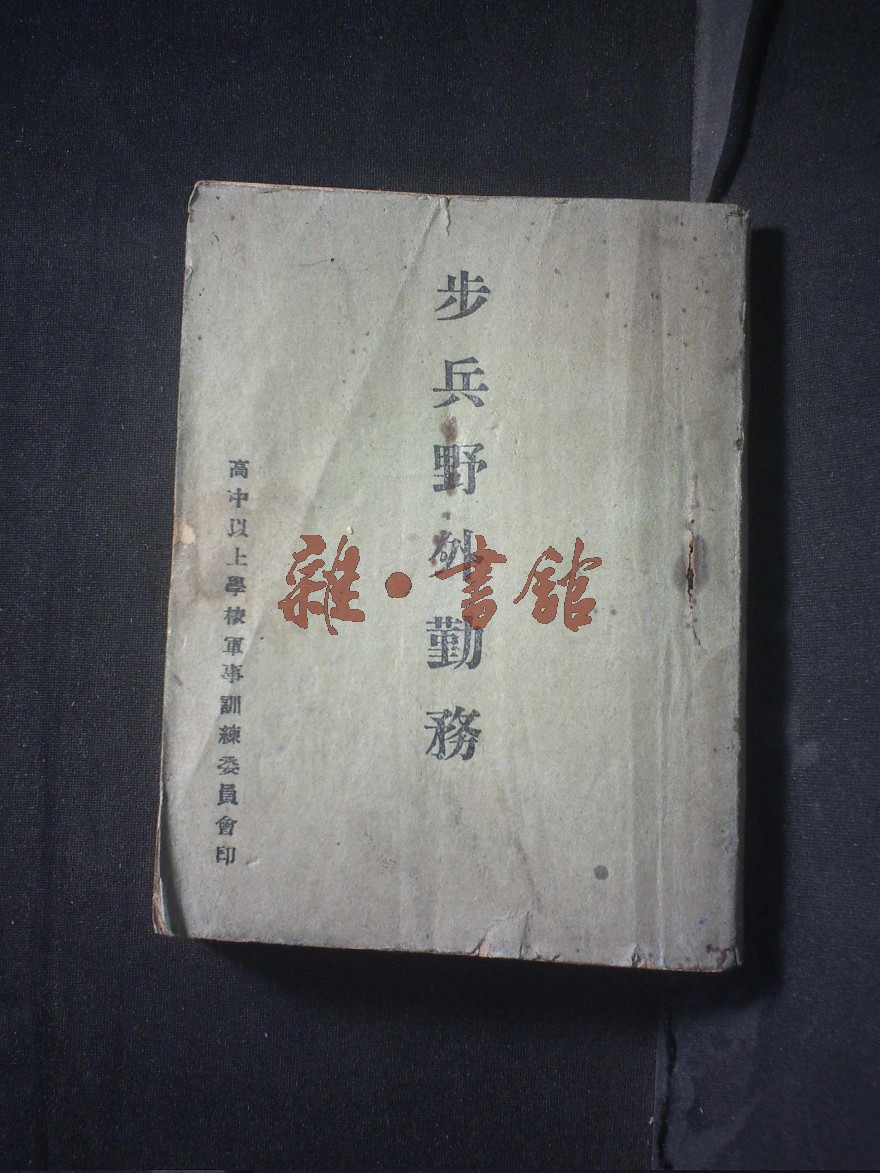 步兵野外勤務
高中以上學校軍事訓練委員會印
雜·書館